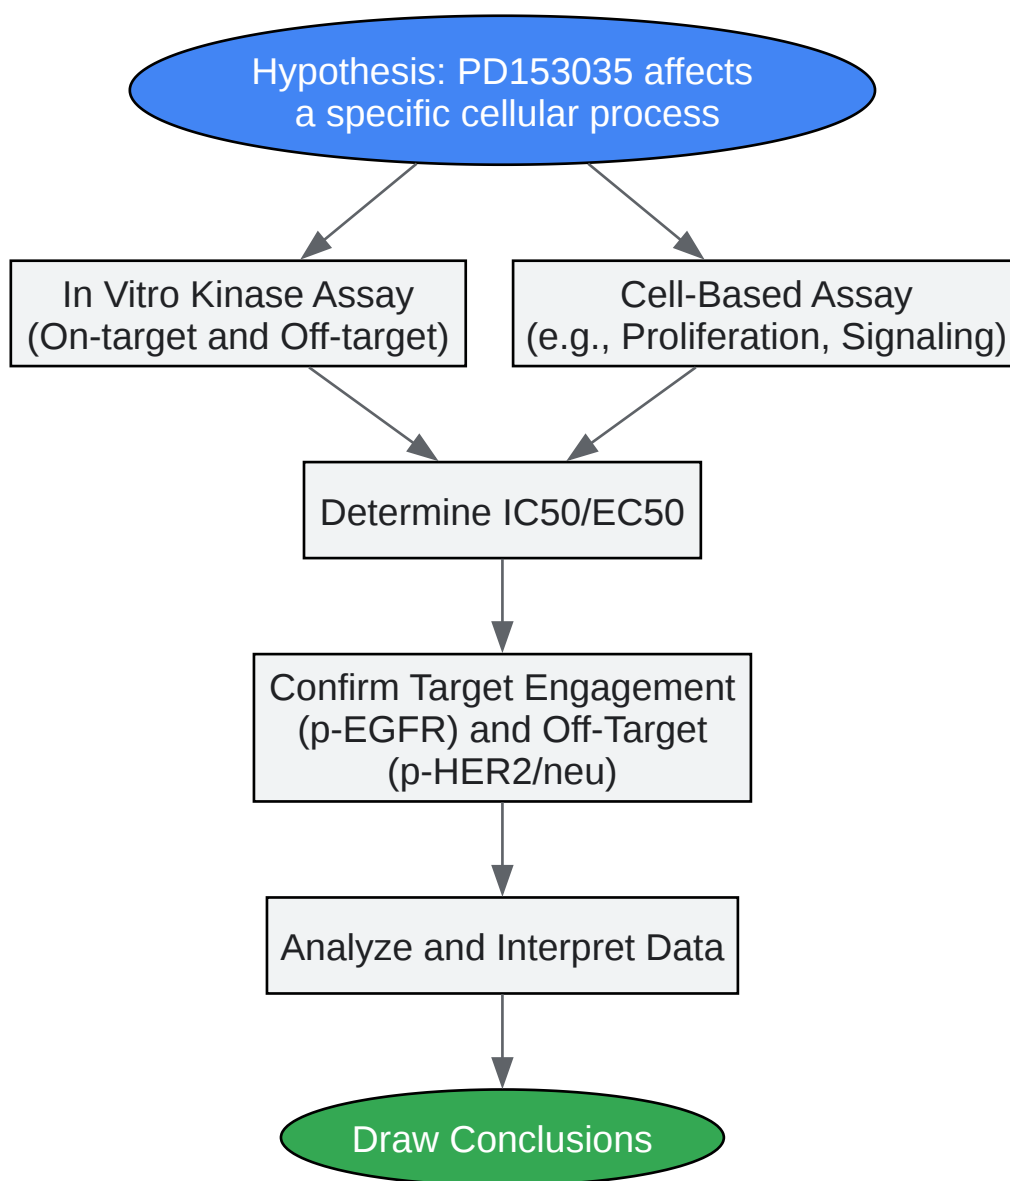 Hypothesis: PD153035 affects
a specific cellular process
In Vitro Kinase Assay
(On-target and Off-target)
Cell-Based Assay
(e.g., Proliferation, Signaling)
Determine IC50/EC50
Confirm Target Engagement
(p-EGFR) and Off-Target
(p-HER2/neu)
Analyze and Interpret Data
Draw Conclusions